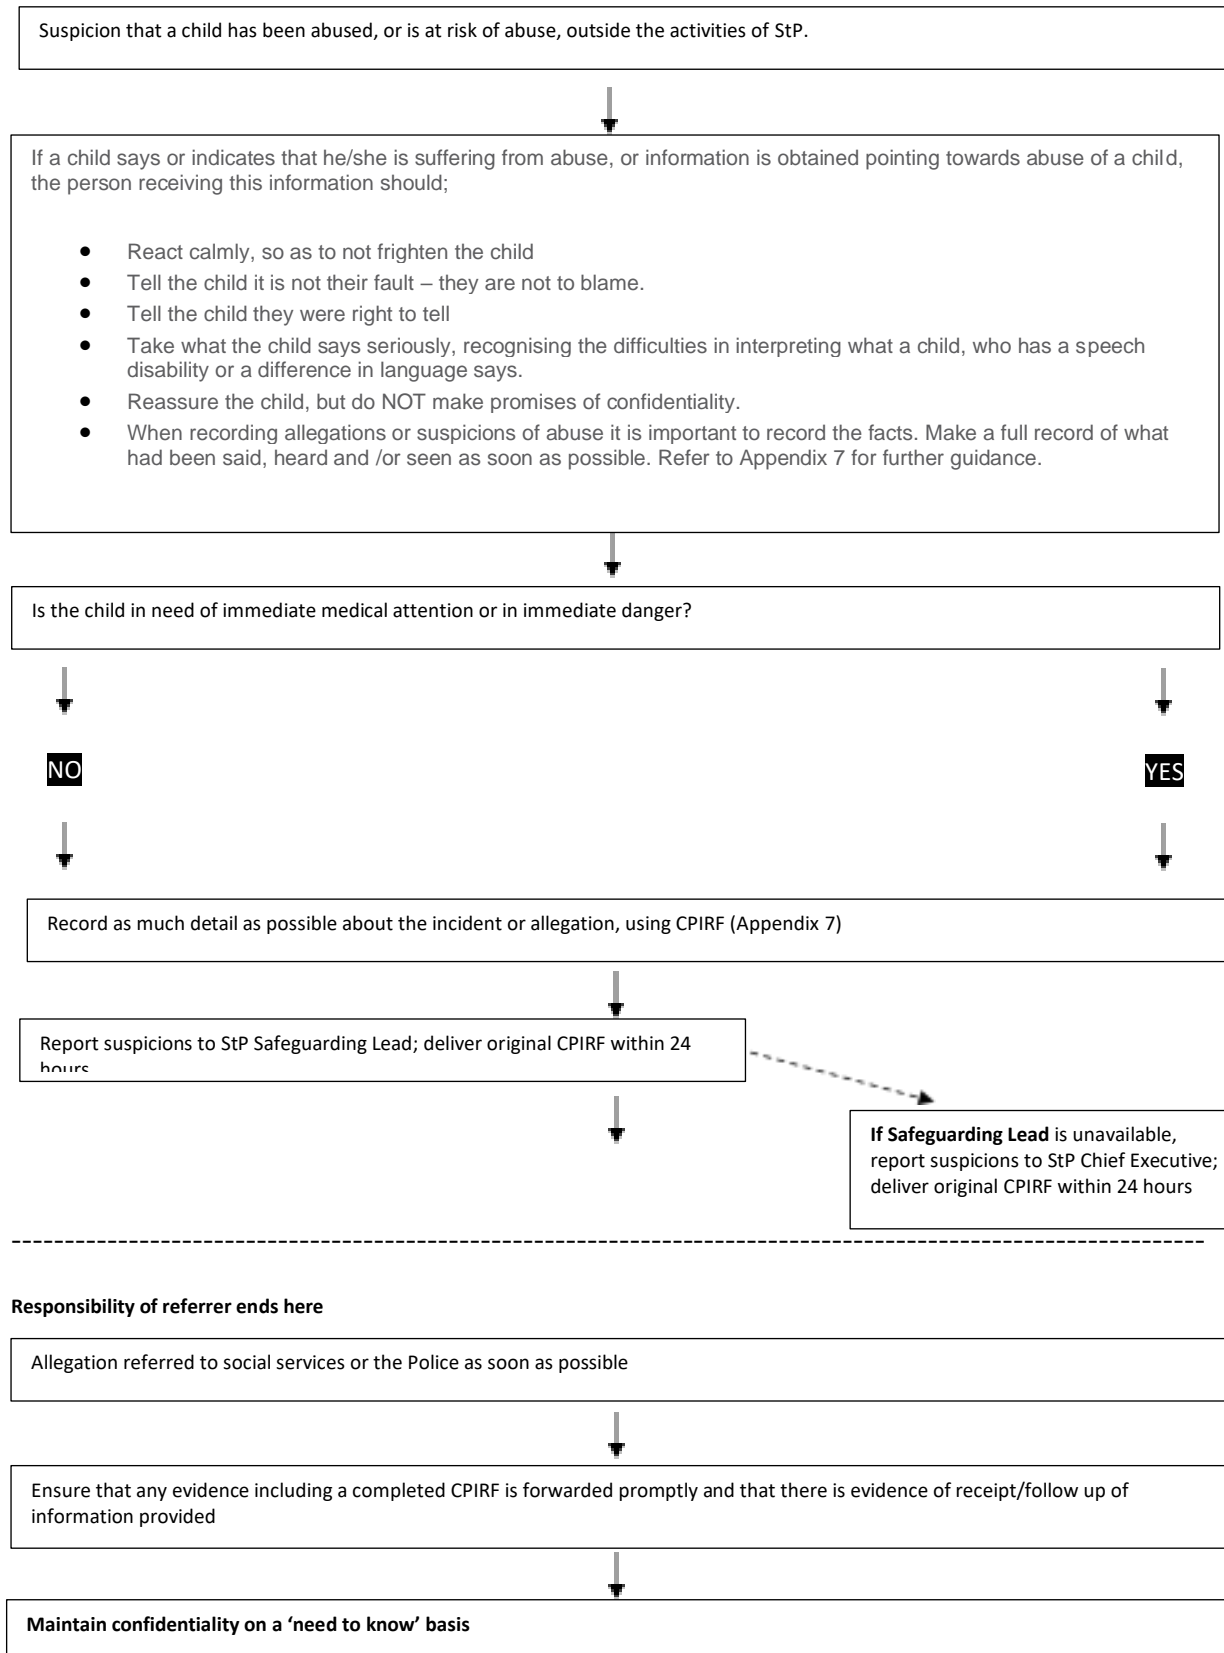 Suspicion that a child has been abused, or is at risk of abuse, outside the activities of StP.
If a child says or indicates that he/she is suffering from abuse, or information is obtained pointing towards abuse of a child,
the person receiving this information should;
● React calmly, so as to not frighten the child
● Tell the child it is not their fault – they are not to blame.
● Tell the child they were right to tell
● Take what the child says seriously, recognising the difficulties in interpreting what a child, who has a speech
disability or a difference in language says.
● Reassure the child, but do NOT make promises of confidentiality.
● When recording allegations or suspicions of abuse it is important to record the facts. Make a full record of what
had been said, heard and /or seen as soon as possible. Refer to Appendix 7 for further guidance.
Is the child in need of immediate medical attention or in immediate danger?
NO
YES
Record as much detail as possible about the incident or allegation, using CPIRF (Appendix 7)
Report suspicions to StP Safeguarding Lead; deliver original CPIRF within 24
hours
If Safeguarding Lead is unavailable,
report suspicions to StP Chief Executive;
deliver original CPIRF within 24 hours
Responsibility of referrer ends here
Allegation referred to social services or the Police as soon as possible
Ensure that any evidence including a completed CPIRF is forwarded promptly and that there is evidence of receipt/follow up of
information provided
Maintain confidentiality on a ‘need to know’ basis